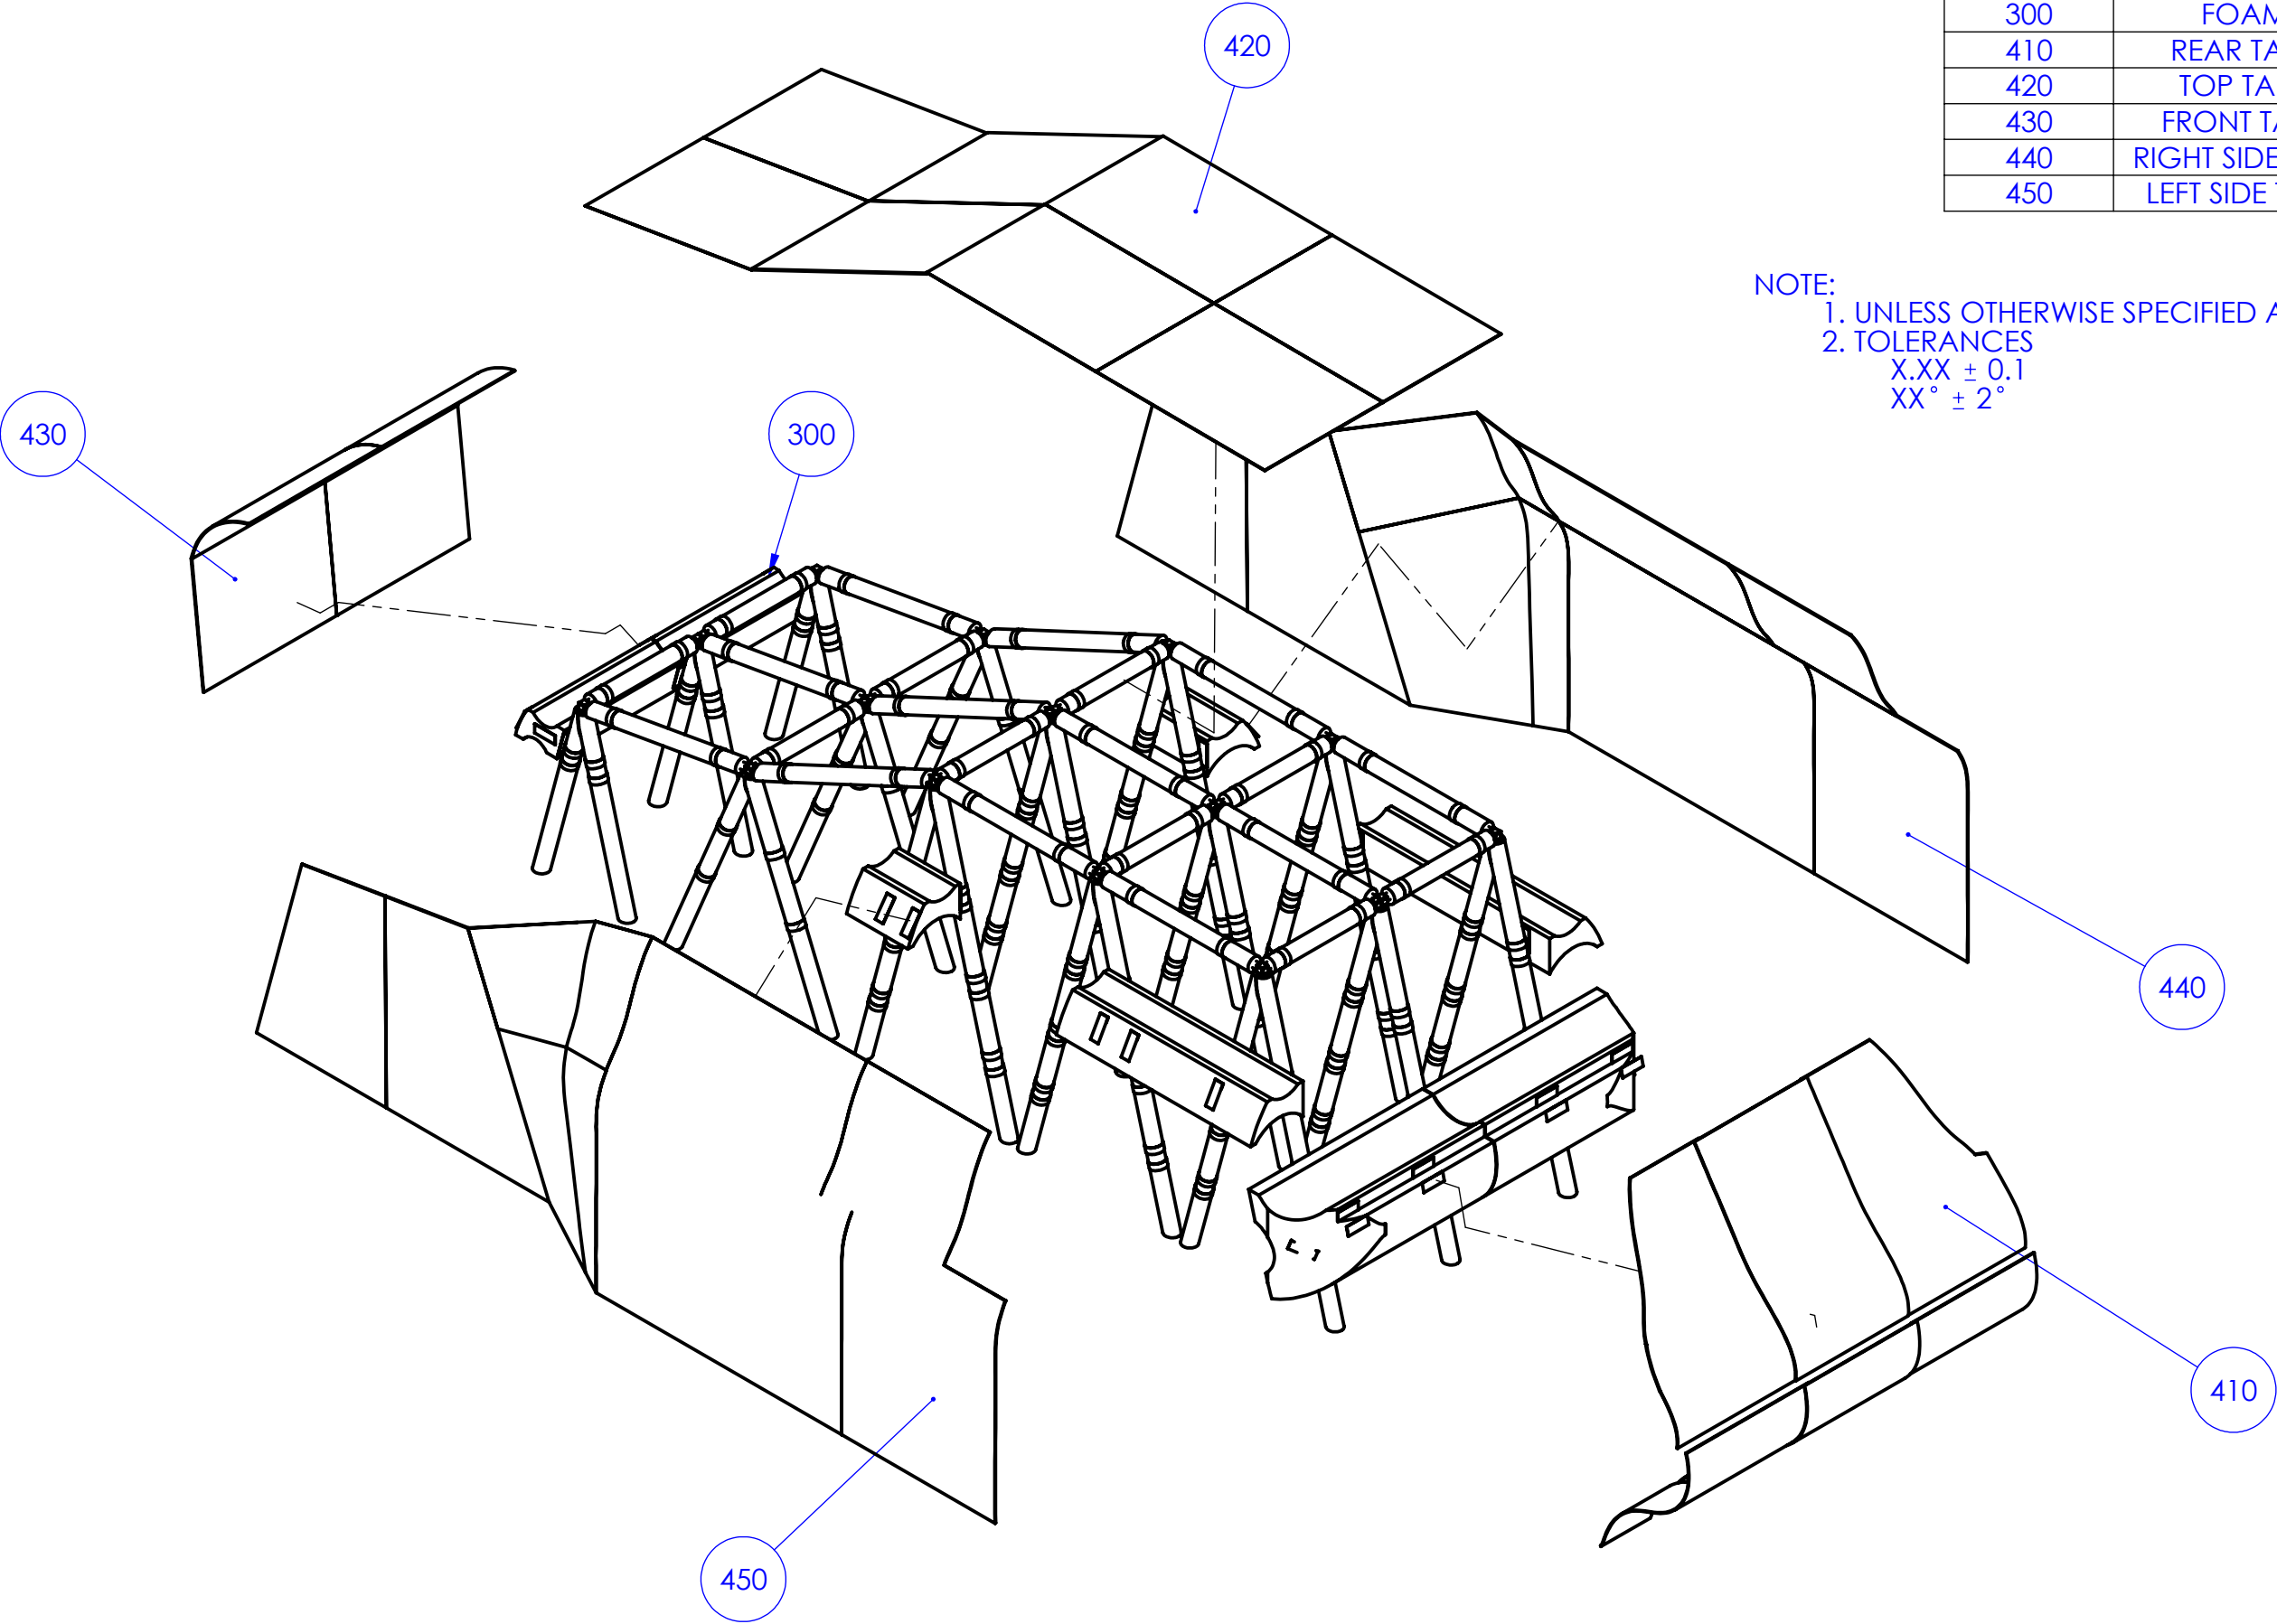 300 FOAM
410 REAR TA
420 TOP TA
430 FRONT TA
440 RIGHT SIDE
450 LEFT SIDE
NOTE:
1. UNLESS OTHERWISE SPECIFIED A
2. TOLERANCES
X.XX ± 0.1
XX° ± 2°
420
430
300
440
410
450